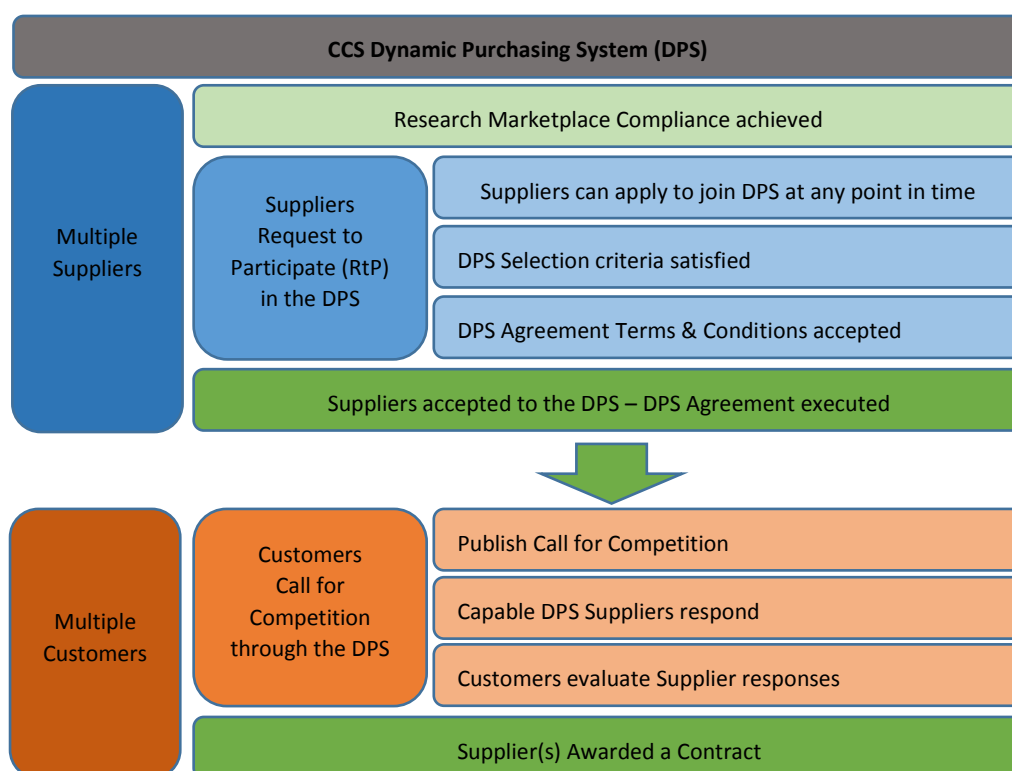 CCS Dynamic Purchasing System (DPS)
Multiple
Suppliers
Research Marketplace Compliance achieved
Suppliers
Request to
Participate (RtP)
in the DPS
Suppliers can apply to join DPS at any point in time
DPS Selection criteria satisfied
DPS Agreement Terms & Conditions accepted
Suppliers accepted to the DPS – DPS Agreement executed
Multiple
Customers
Customers
Call for
Competition
through the DPS
Publish Call for Competition
Capable DPS Suppliers respond
Customers evaluate Supplier responses
Supplier(s) Awarded a Contract